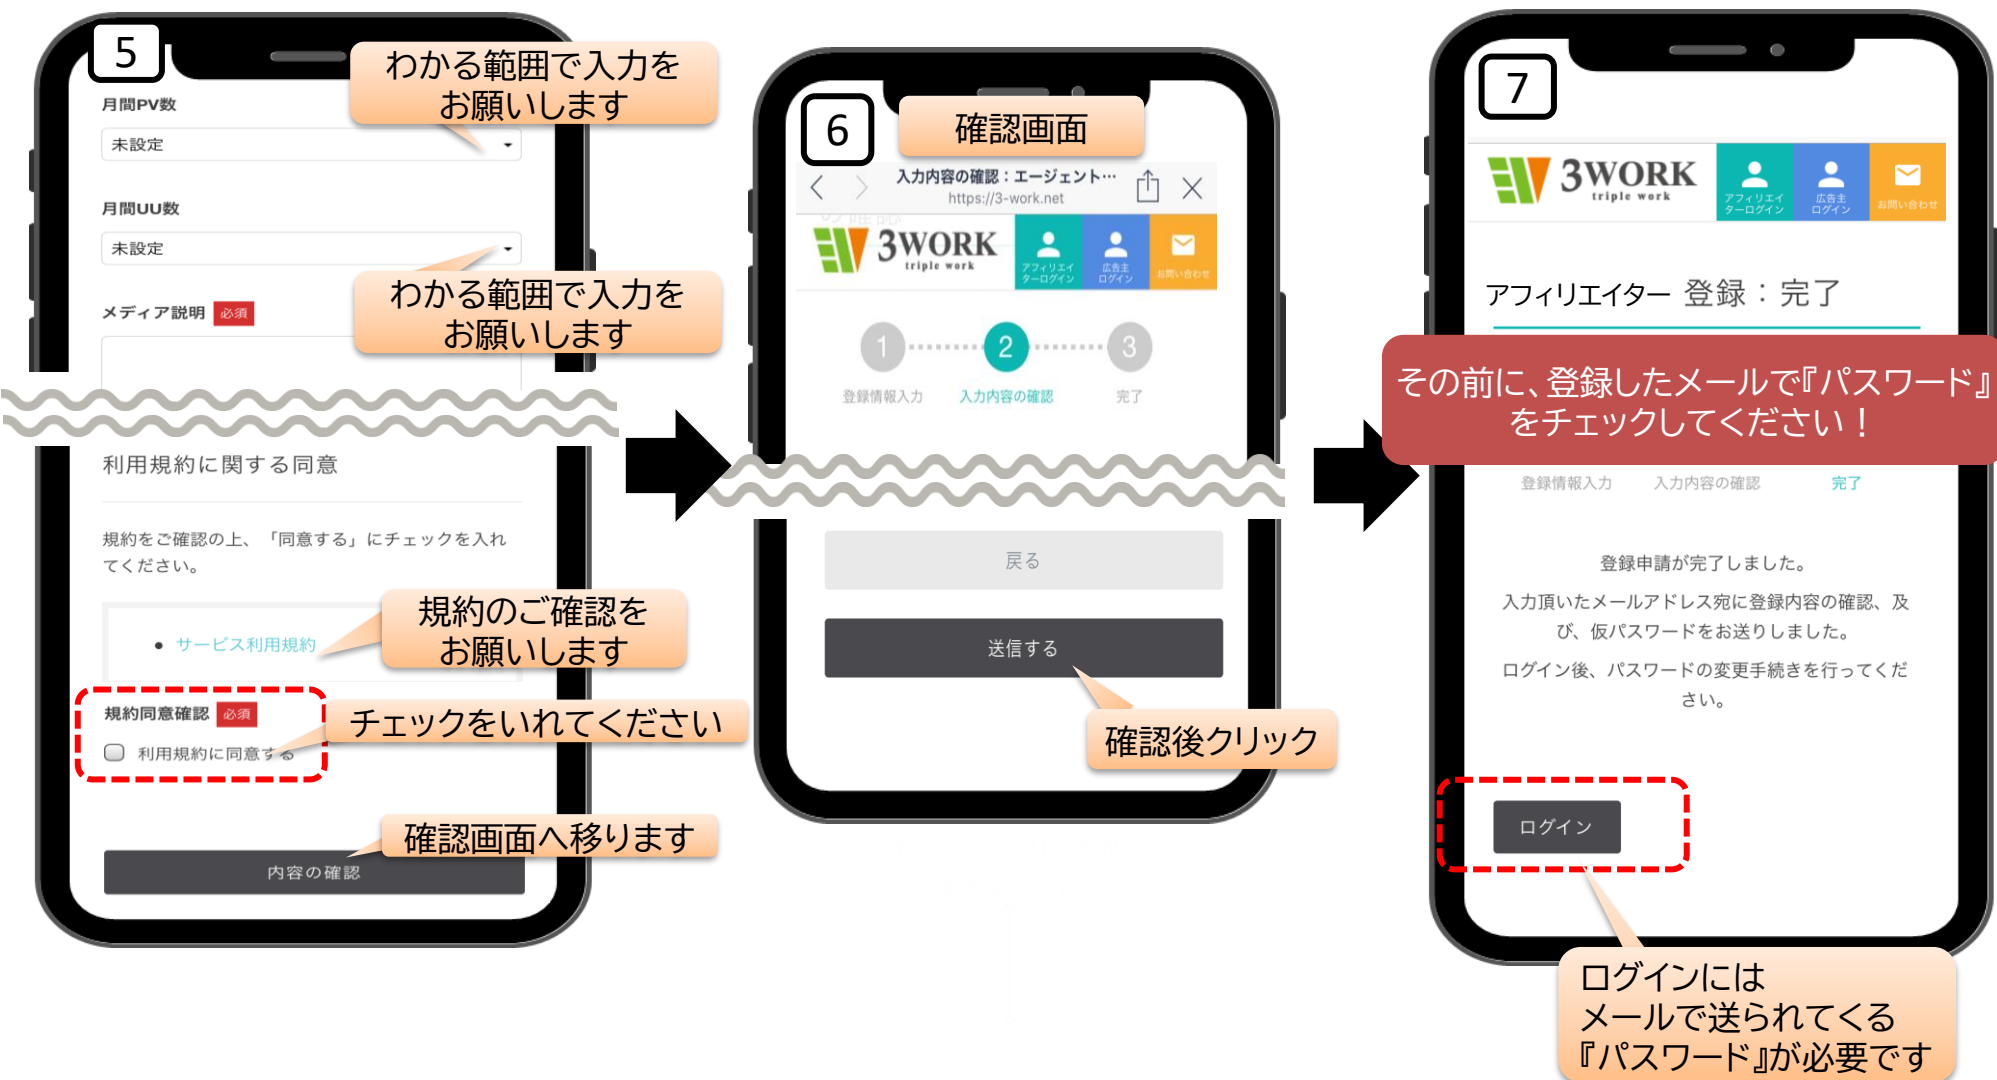 5
わかる範囲で入力を
お願いします
月間PV数
未設定
月間UU数
未設定
わかる範囲で入力を
お願いします
メディア説明 必須
利用規約に関する同意
規約をご確認の上、「同意する」にチェックを入れ
てください。
規約のご確認を
お願いします
• サービス利用規約
規約同意確認 必須
チェックをいれてください
利用規約に同意する
確認画面へ移ります
内容の確認
6
確認画面
入力内容の確認：エージェント…
https://3-work.net
3WORK
triple work
アフィリエイ
ターログイン
広告主
ログイン
お問い合わせ
1
2
3
登録情報入力
入力内容の確認
完了
戻る
送信する
確認後クリック
7
3WORK
triple work
アフィリエイ
ターログイン
広告主
ログイン
お問い合わせ
アフィリエイター 登録：完了
その前に、登録したメールで『パスワード』
をチェックしてください！
登録情報入力
入力内容の確認
完了
登録申請が完了しました。
入力頂いたメールアドレス宛に登録内容の確認、及
び、仮パスワードをお送りしました。
ログイン後、パスワードの変更手続きを行ってくだ
さい。
ログイン
ログインには
メールで送られてくる
『パスワード』が必要です